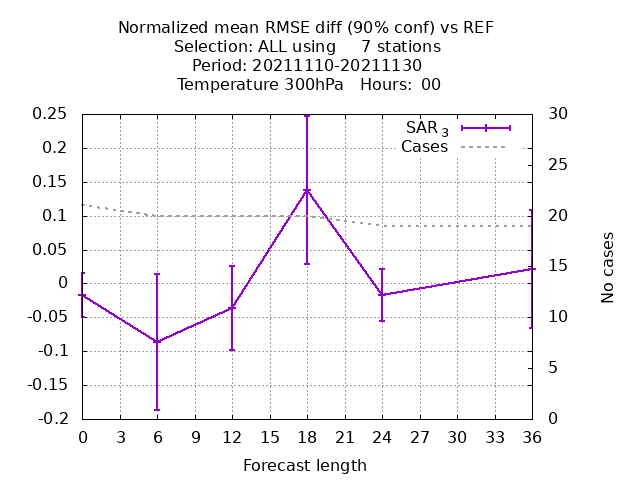 Normalized mean RMSE diff (90% conf) vs REF
Selection: ALL using     7 stations
Period: 20211110-20211130
Temperature 300hPa   Hours:  00
0.25
0.2
0.15
0.1
0.05
0
-0.05
-0.1
-0.15
-0.2
SAR 3
Cases
30
25
20
15
10
5
0
No cases
0 3 6 9 12 15 18 21 24 27 30 33 36
Forecast length